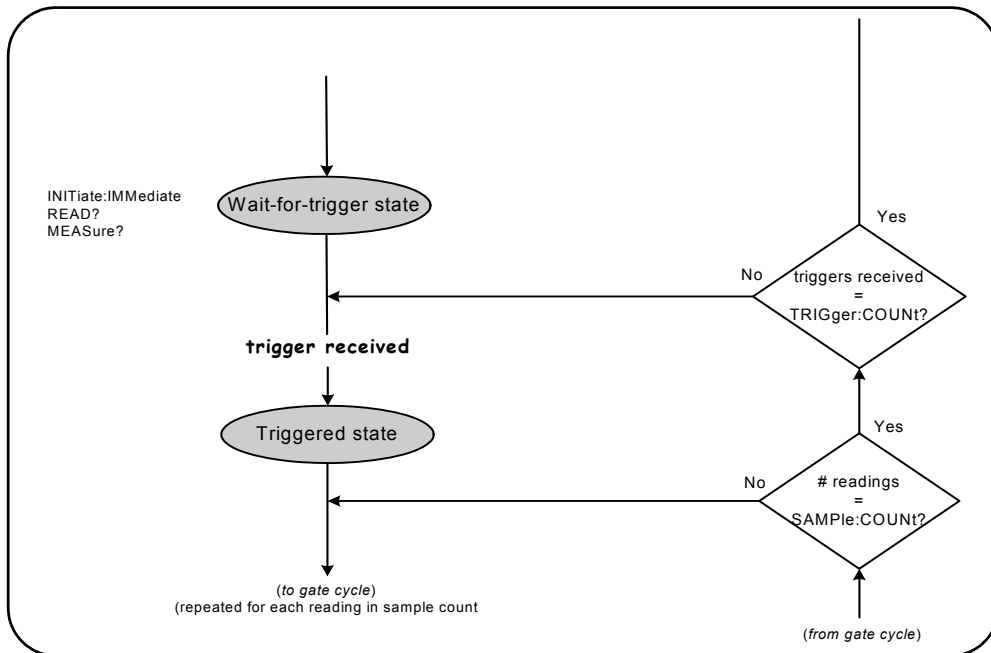 INITiate:IMMediate
READ?
MEASure?
Wait-for-trigger state
Yes
No
triggers received
=
TRIGger:COUNt?
trigger received
Triggered state
Yes
No
# readings
=
SAMPle:COUNt?
(to gate cycle)
(repeated for each reading in sample count
(from gate cycle)